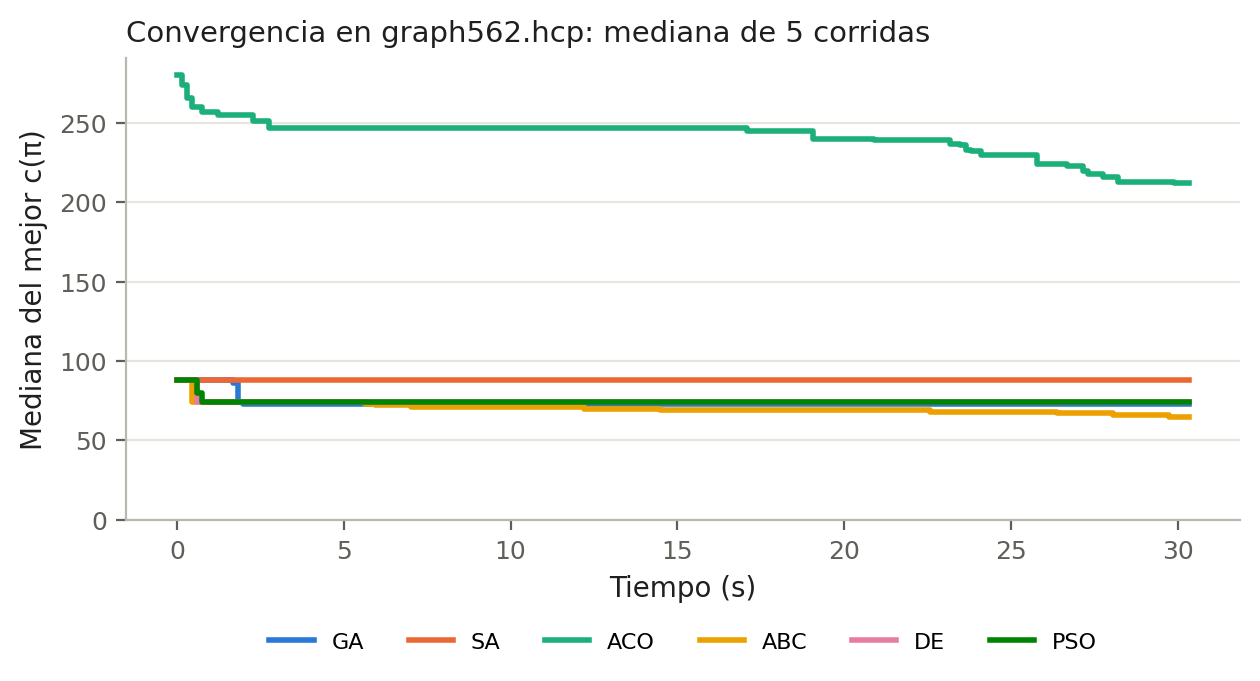 Convergencia en graph562.hcp: mediana de 5 corridas
Mediana del mejor c(π)
250
200
150
100
50
0
0 5 10 15 20 25 30
Tiempo (s)
GA SA ACO ABC DE PSO